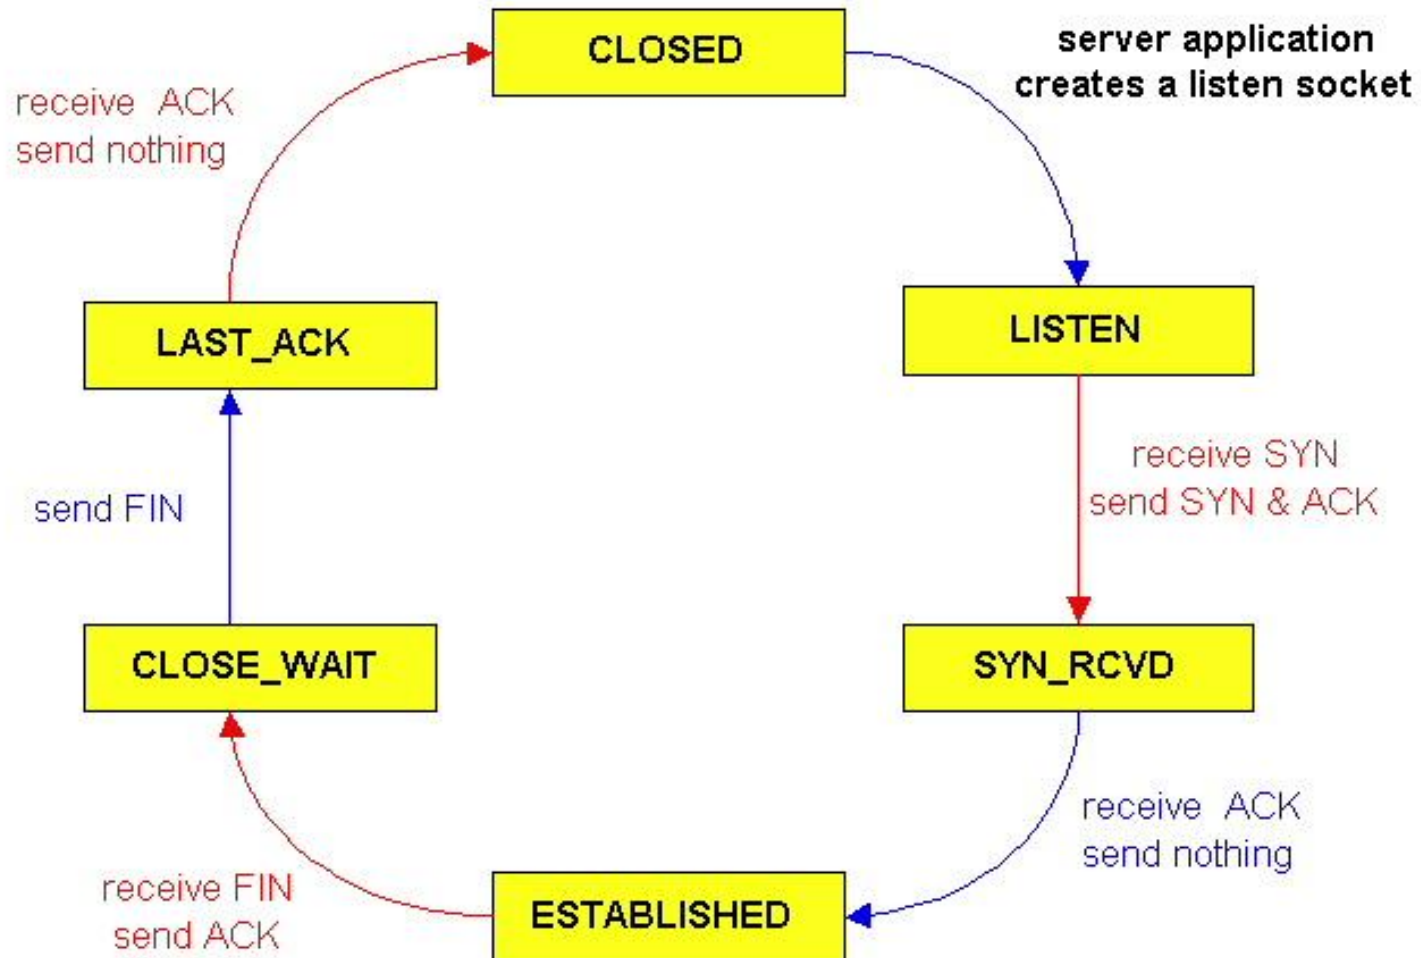 CLOSED
server application
creates a listen socket
receive ACK
send nothing
LAST_ACK
LISTEN
receive SYN
send SYN & ACK
send FIN
CLOSE_WAIT
SYN_RCVD
receive ACK
send nothing
receive FIN
send ACK
ESTABLISHED